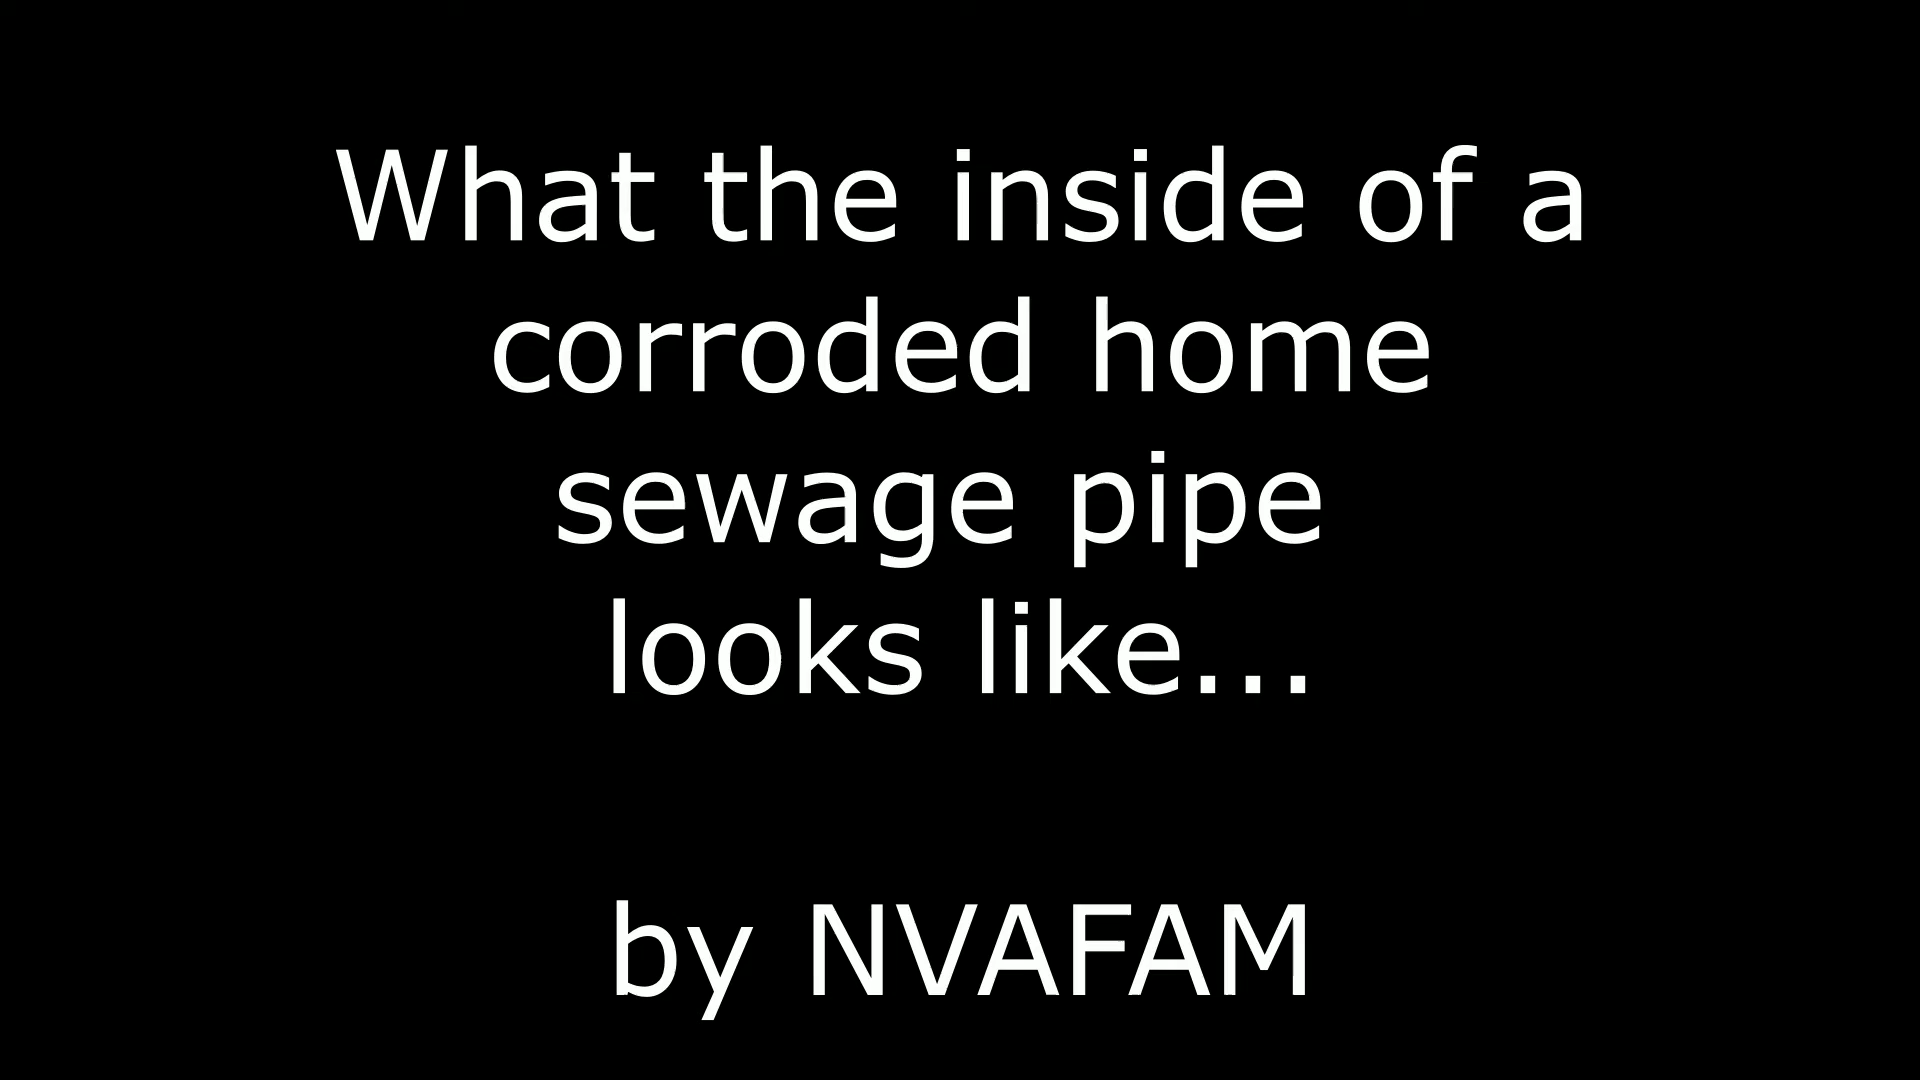 What the inside of a
corroded home
sewage pipe
looks like...
by NVAFAM